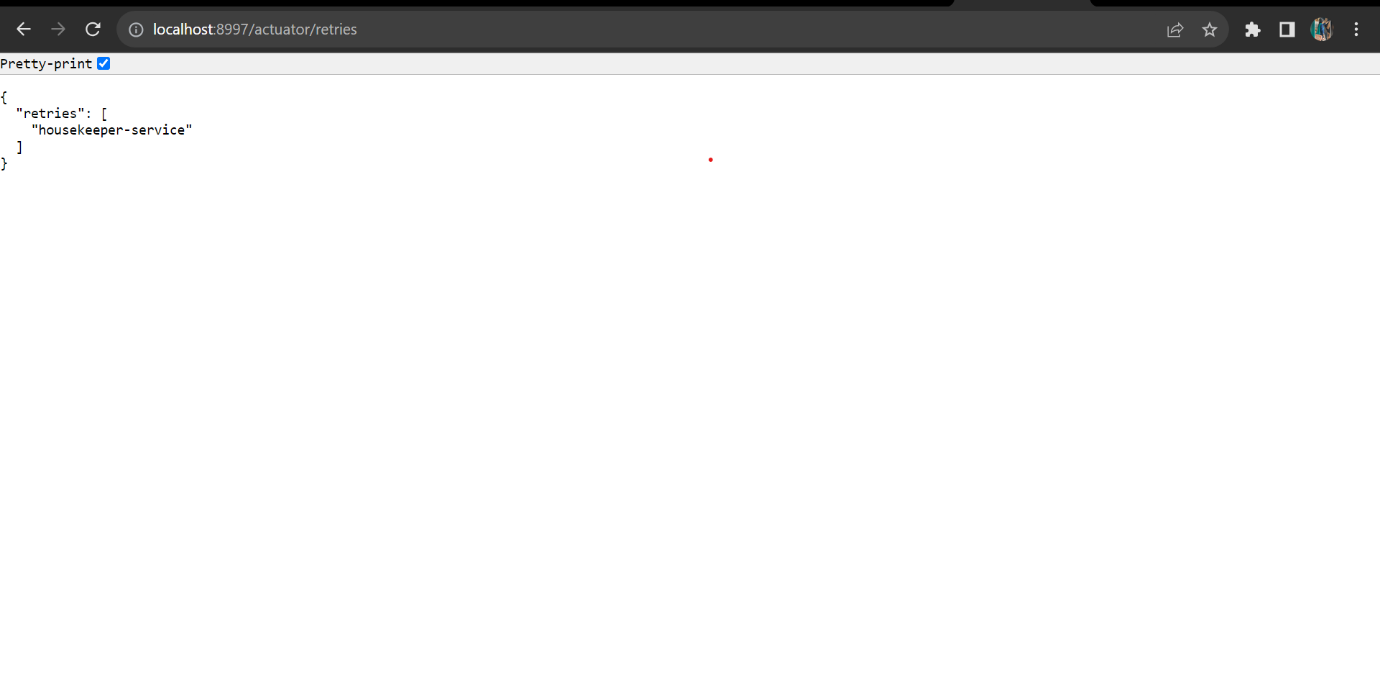 localhost:8997/actuator/retries
Pretty-print
{
  "retries": [
    "housekeeper-service"
  ]
}